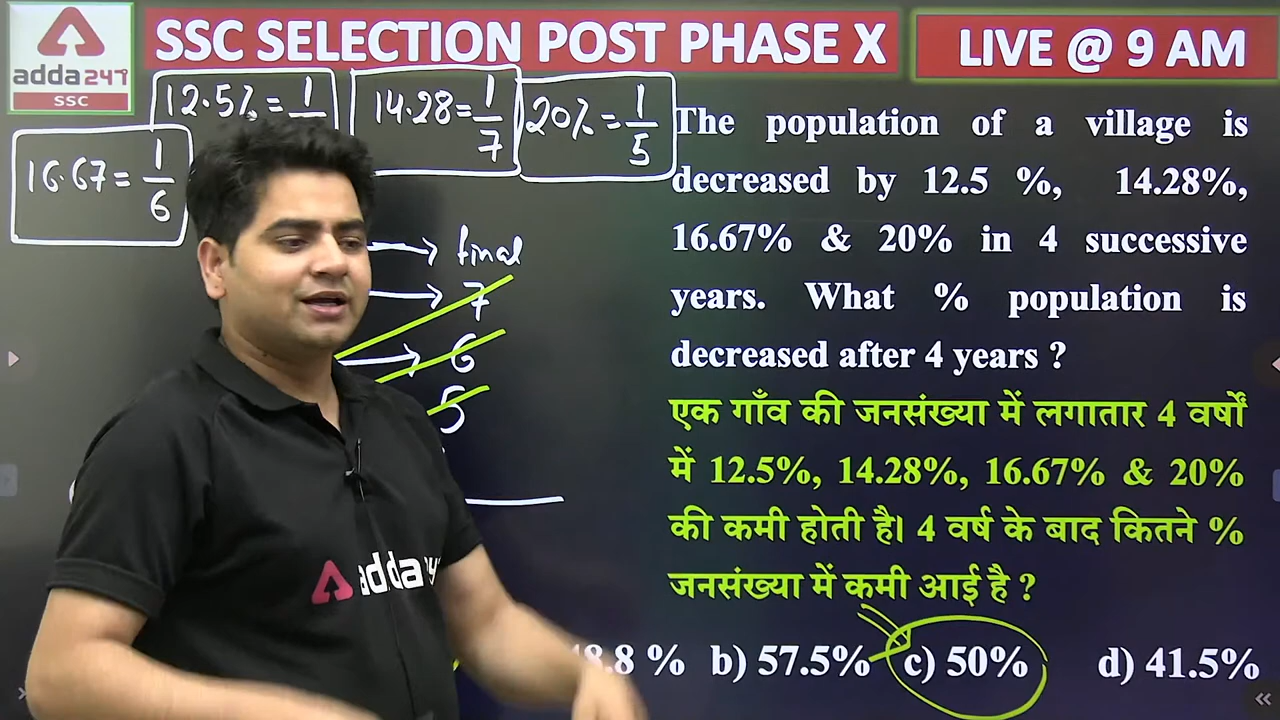 adda247
SSC
SSC SELECTION POST PHASE X
LIVE @ 9 AM
12.5% = 1
14.28 = 1/7
20% = 1/5
16.67 = 1/6
final
7
6
5
The population of a village is
decreased by 12.5 %, 14.28%,
16.67% & 20% in 4 successive
years. What % population is
decreased after 4 years ?
एक गाँव की जनसंख्या में लगातार 4 वर्षों
में 12.5%, 14.28%, 16.67% & 20%
की कमी होती है। 4 वर्ष के बाद कितने %
जनसंख्या में कमी आई है ?
8.8 % b) 57.5% c) 50% d) 41.5%
adda24